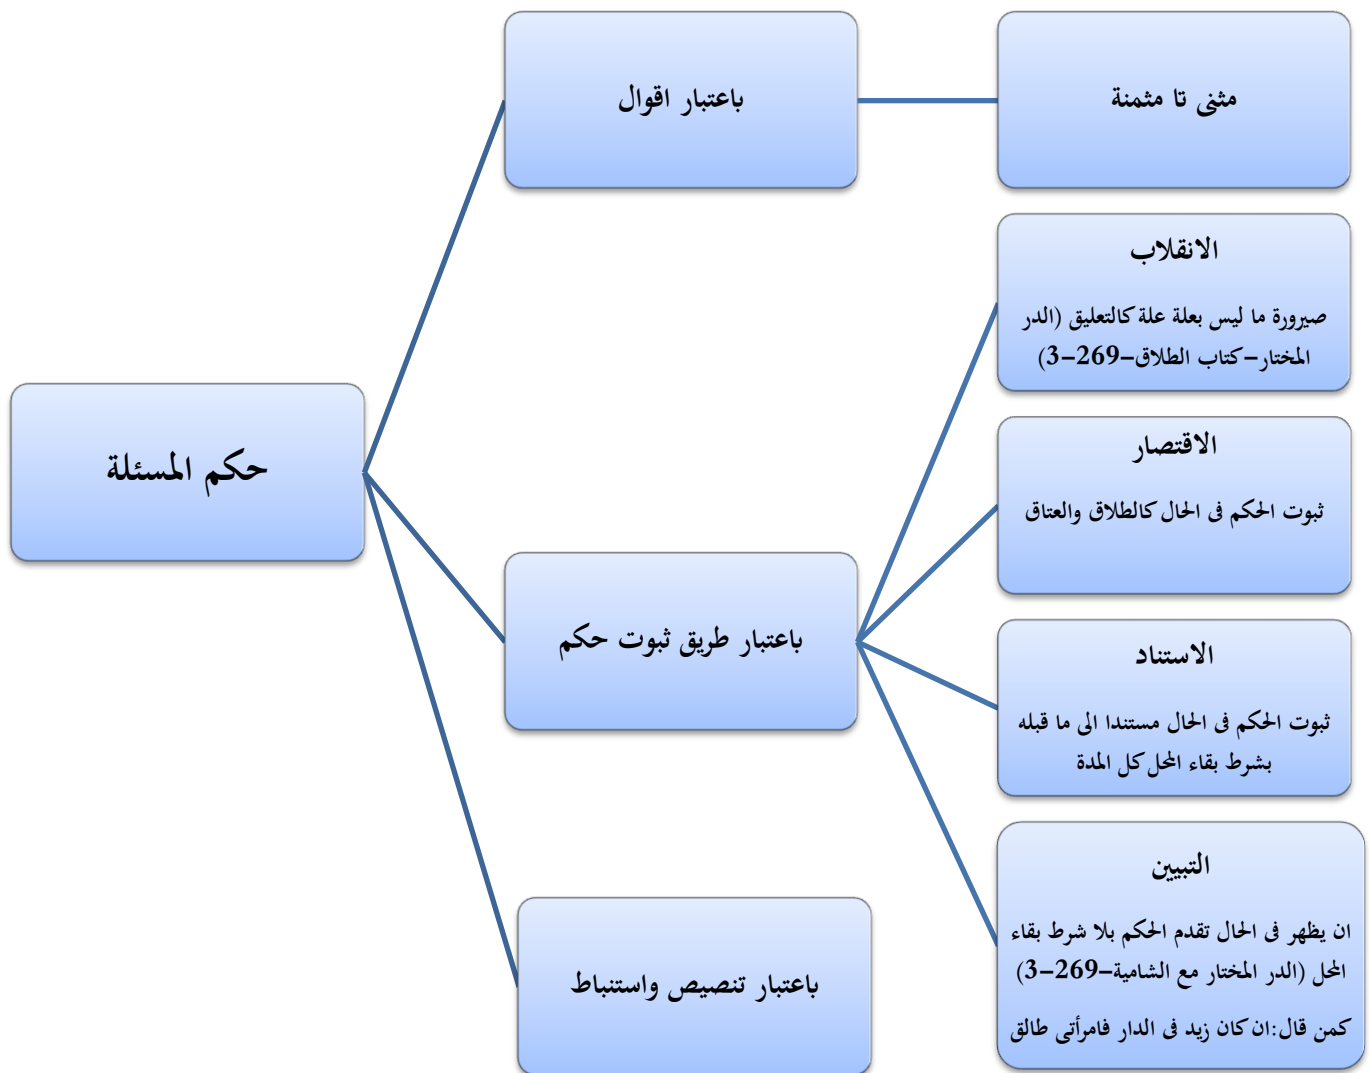 حكم المسئلة
باعتبار اقوال
مثنى تا مثمنة
باعتبار طريق ثبوت حكم
الانقلاب
صيرورة ما ليس بعلة علة كالتعليق (الدر
المختار–كتاب الطلاق–269–3)
الاقتصار
ثبوت الحكم فى الحال كالطلاق والعتاق
الاستناد
ثبوت الحكم فى الحال مستندا الى ما قبله
بشرط بقاء المحل كل المدة
التبيين
ان يظهر فى الحال تقدم الحكم بلا شرط بقاء
المحل (الدر المختار مع الشامية–269–3)
كمن قال:ان كان زيد فى الدار فامرأتى طالق
باعتبار تنصيص واستنباط